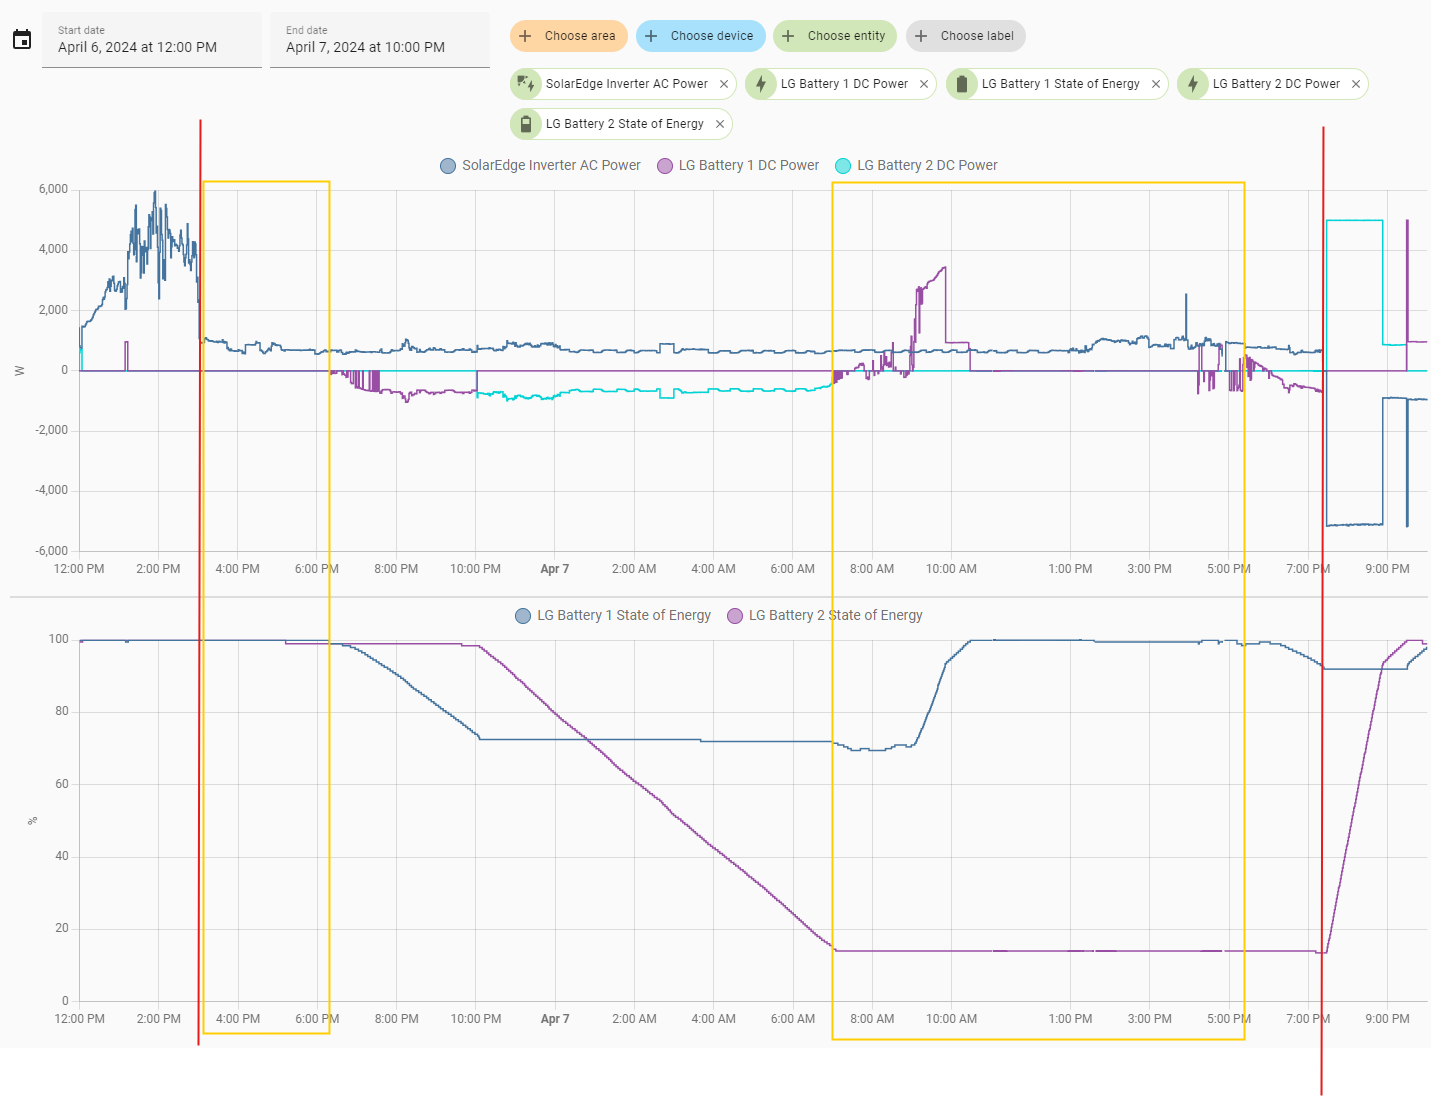 Start date
April 6, 2024 at 12:00 PM
End date
April 7, 2024 at 10:00 PM
Choose area
Choose device
Choose entity
Choose label
SolarEdge Inverter AC Power
LG Battery 1 DC Power
LG Battery 1 State of Energy
LG Battery 2 DC Power
LG Battery 2 State of Energy
SolarEdge Inverter AC Power LG Battery 1 DC Power LG Battery 2 DC Power
6,000
4,000
2,000
0
-2,000
-4,000
-6,000
W
12:00 PM 2:00 PM 4:00 PM 6:00 PM 8:00 PM 10:00 PM Apr 7 2:00 AM 4:00 AM 6:00 AM 8:00 AM 10:00 AM 1:00 PM 3:00 PM 5:00 PM 7:00 PM 9:00 PM
LG Battery 1 State of Energy LG Battery 2 State of Energy
100
80
60
40
20
0
%
12:00 PM 2:00 PM 4:00 PM 6:00 PM 8:00 PM 10:00 PM Apr 7 2:00 AM 4:00 AM 6:00 AM 8:00 AM 10:00 AM 1:00 PM 3:00 PM 5:00 PM 7:00 PM 9:00 PM